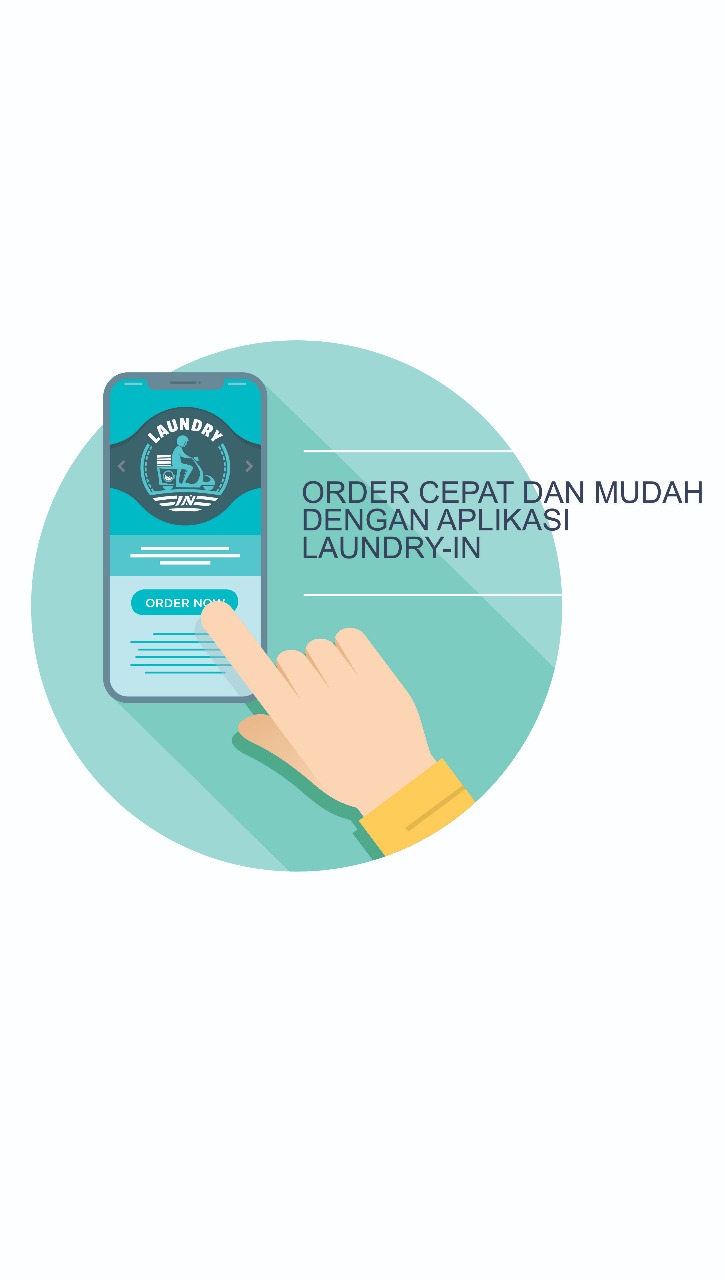 LAUNDRY
IN
ORDER NOW
ORDER CEPAT DAN MUDAH
DENGAN APLIKASI
LAUNDRY-IN